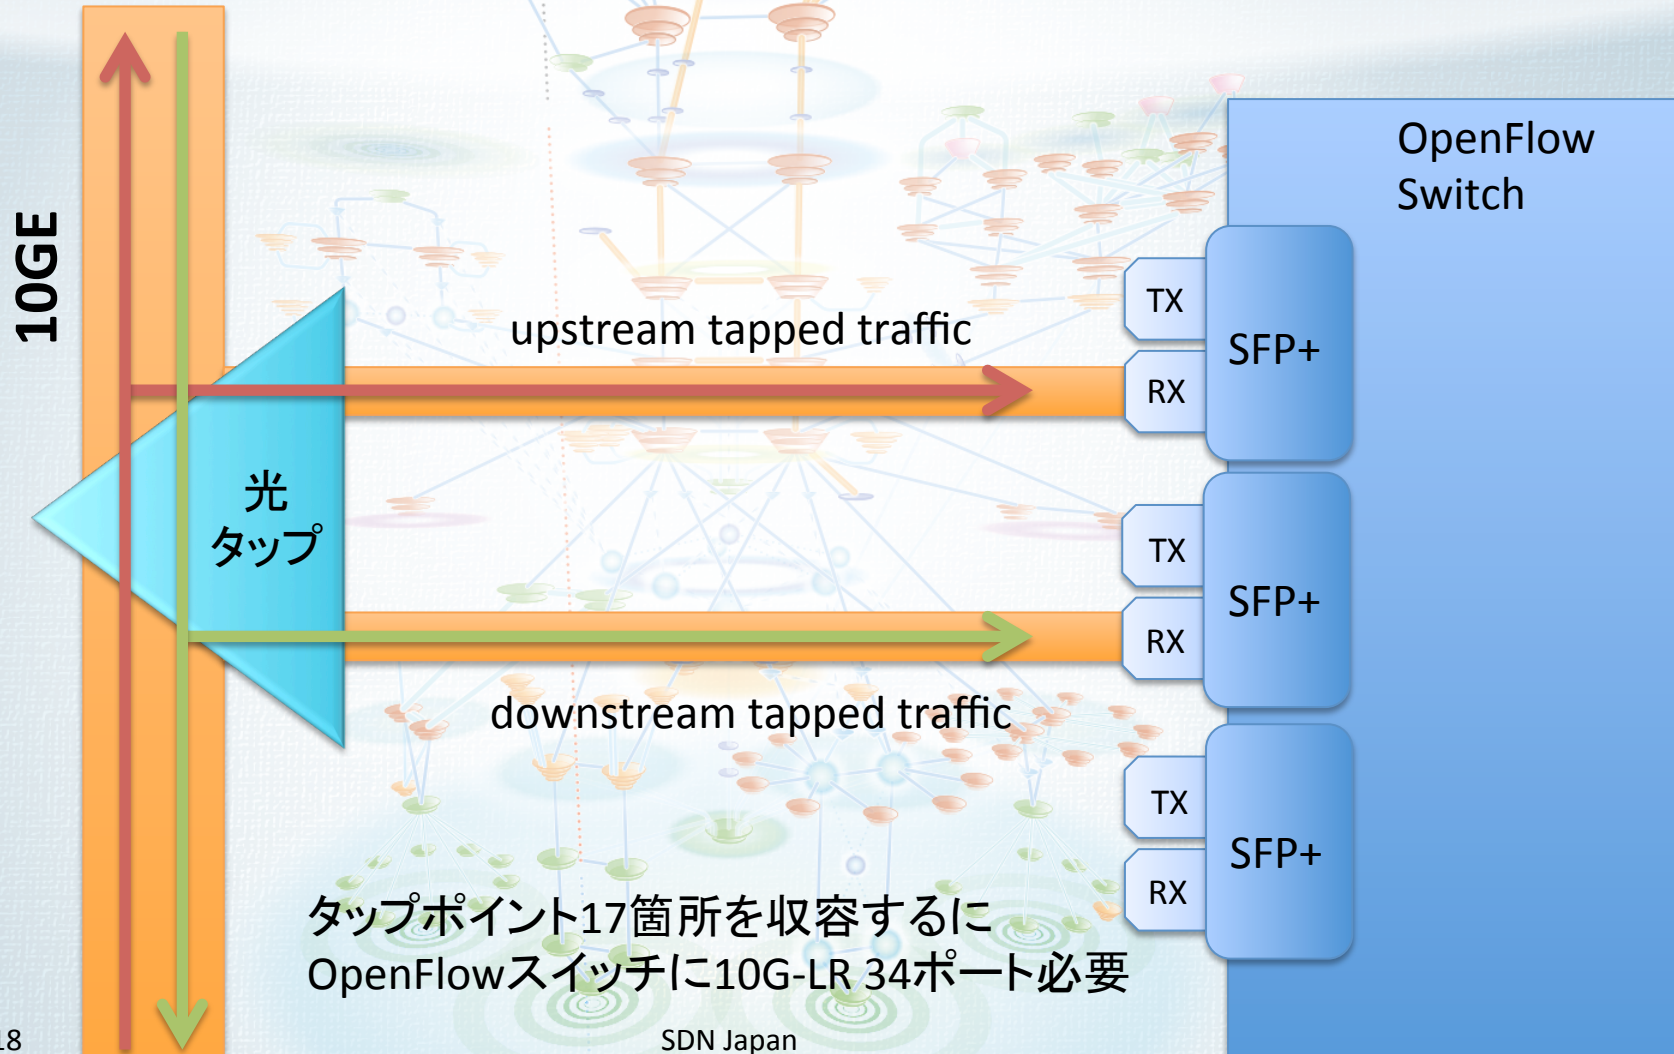 10GE
OpenFlow
Switch
TX
RX
SFP+
upstream tapped traffic
光
タップ
TX
RX
SFP+
downstream tapped traffic
TX
RX
SFP+
タップポイント17箇所を収容するに
OpenFlowスイッチに10G-LR 34ポート必要
18
SDN Japan